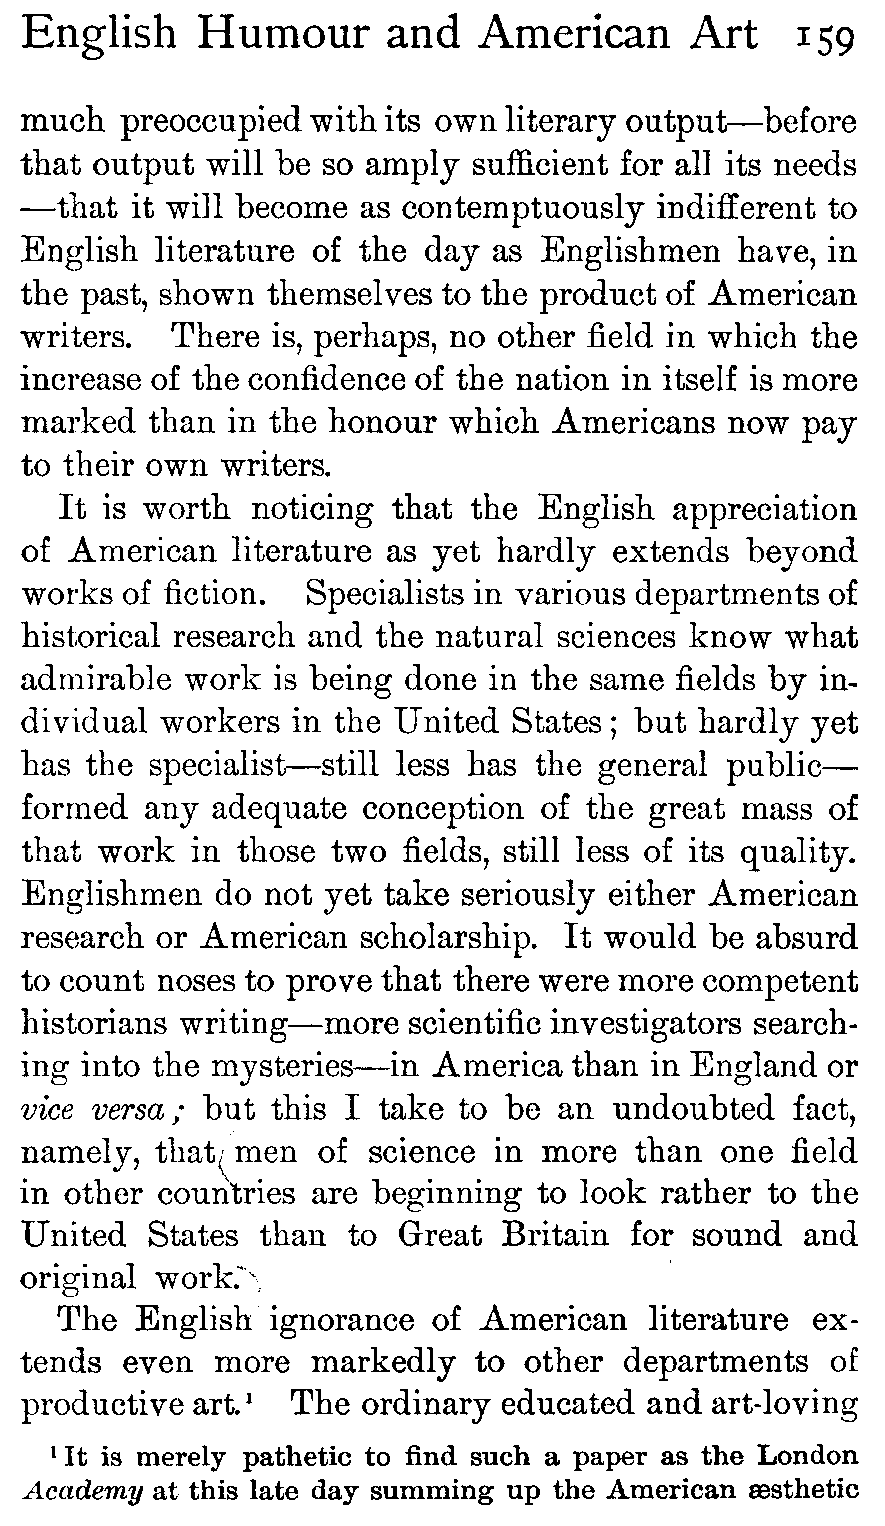 English Humour and American Art 159
much preoccupied with its own literary output—before
that output will be so amply sufficient for all its needs
—that it will become as contemptuously indifferent to
English literature of the day as Englishmen have, in
the past, shown themselves to the product of American
writers. There is, perhaps, no other field in which the
increase of the confidence of the nation in itself is more
marked than in the honour which Americans now pay
to their own writers.
It is worth noticing that the English appreciation
of American literature as yet hardly extends beyond
works of fiction. Specialists in various departments of
historical research and the natural sciences know what
admirable work is being done in the same fields by in-
dividual workers in the United States; but hardly yet
has the specialist—still less has the general public—
formed any adequate conception of the great mass of
that work in those two fields, still less of its quality.
Englishmen do not yet take seriously either American
research or American scholarship. It would be absurd
to count noses to prove that there were more competent
historians writing—more scientific investigators search-
ing into the mysteries—in America than in England or
vice versa; but this I take to be an undoubted fact,
namely, that men of science in more than one field
in other countries are beginning to look rather to the
United States than to Great Britain for sound and
original work.
The English ignorance of American literature ex-
tends even more markedly to other departments of
productive art.¹ The ordinary educated and art-loving
¹ It is merely pathetic to find such a paper as the London
Academy at this late day summing up the American æsthetic